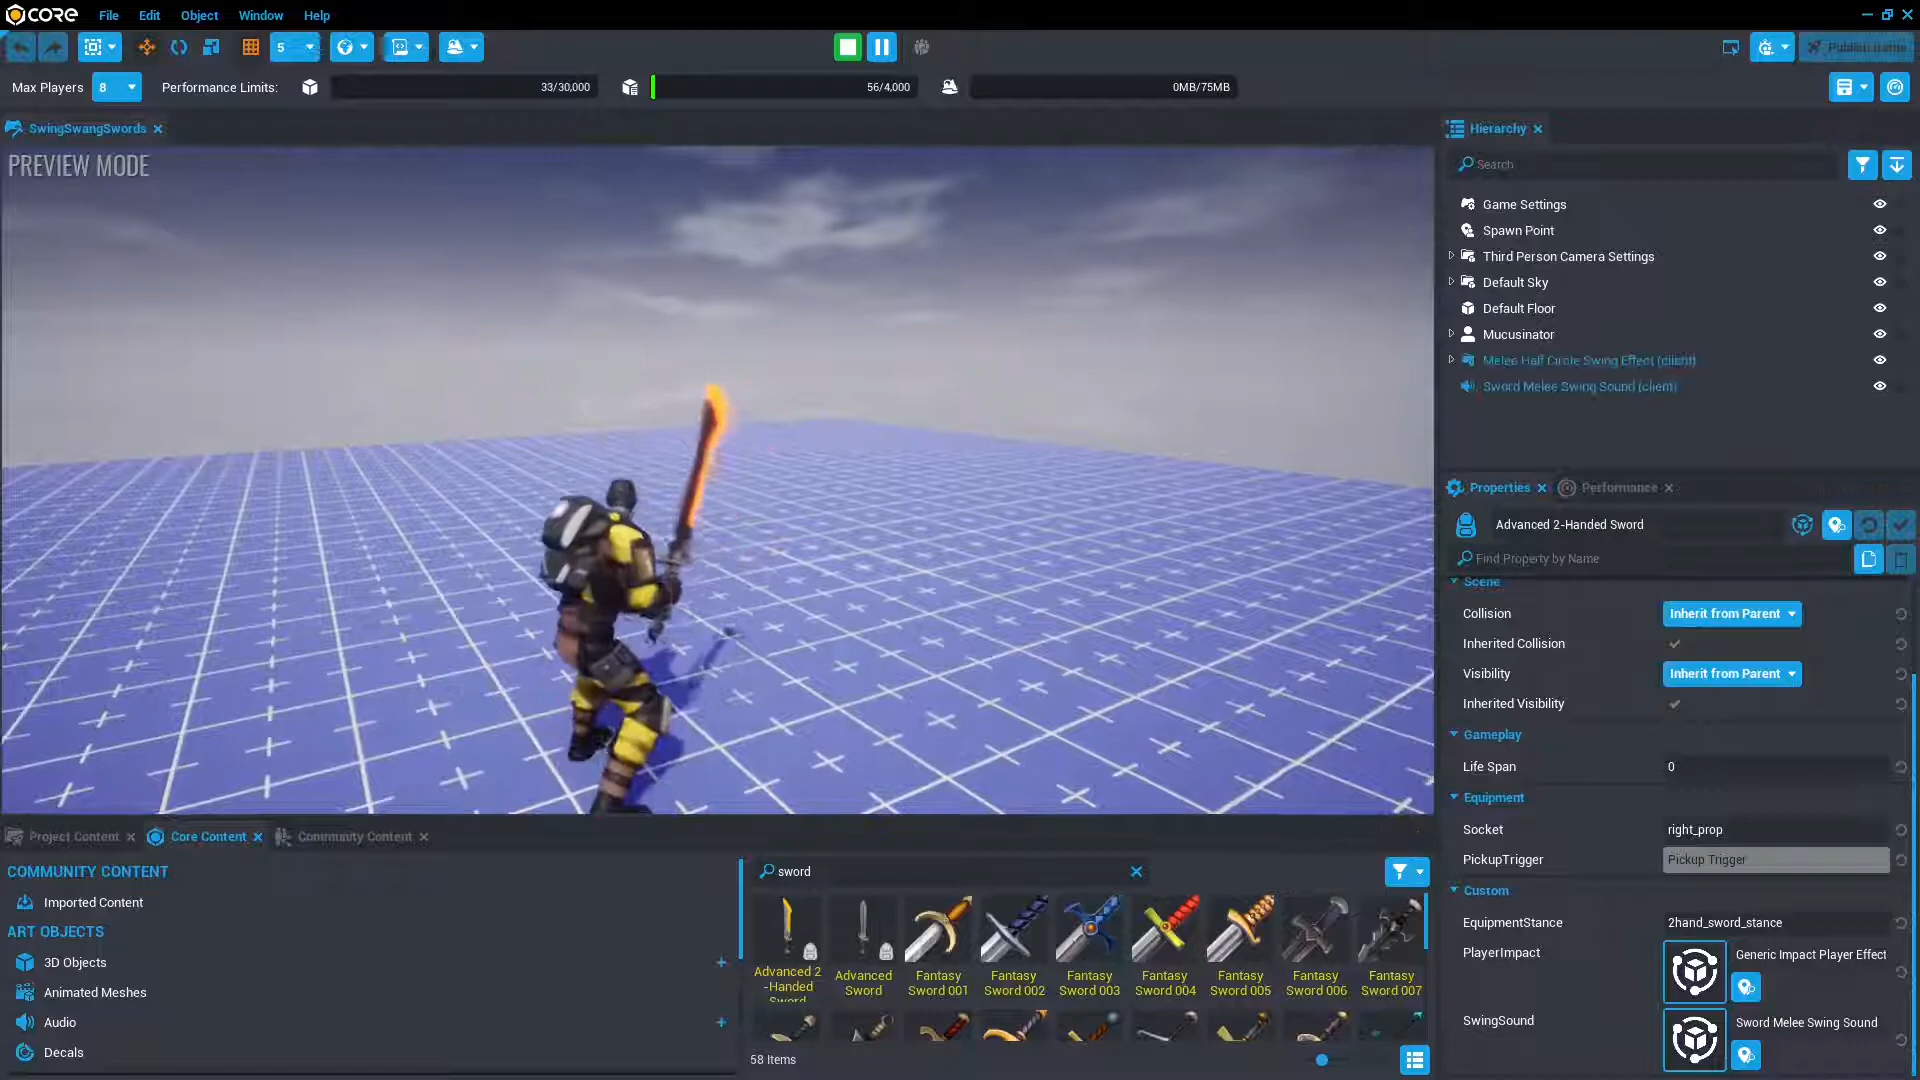 CORE
File
Edit
Object
Window
Help
5
Publish Game
Max Players
8
Performance Limits:
33/30,000
56/4,000
0MB/75MB
SwingSwangSwords
PREVIEW MODE
Hierarchy
Search
Game Settings
Spawn Point
Third Person Camera Settings
Default Sky
Default Floor
Mucusinator
Melee Half Circle Swing Effect (client)
Sword Melee Swing Sound (client)
Properties
Performance
Advanced 2-Handed Sword
Find Property by Name
Scene
Collision
Inherit from Parent
Inherited Collision
Visibility
Inherit from Parent
Inherited Visibility
Gameplay
Life Span
0
Equipment
Socket
right_prop
PickupTrigger
Pickup Trigger
Custom
EquipmentStance
2hand_sword_stance
PlayerImpact
Generic Impact Player Effect
SwingSound
Sword Melee Swing Sound
Project Content
Core Content
Community Content
COMMUNITY CONTENT
Imported Content
ART OBJECTS
3D Objects
Animated Meshes
Audio
Decals
sword
Advanced 2
-Handed
Sword
Advanced
Sword
Fantasy
Sword 001
Fantasy
Sword 002
Fantasy
Sword 003
Fantasy
Sword 004
Fantasy
Sword 005
Fantasy
Sword 006
Fantasy
Sword 007
58 Items